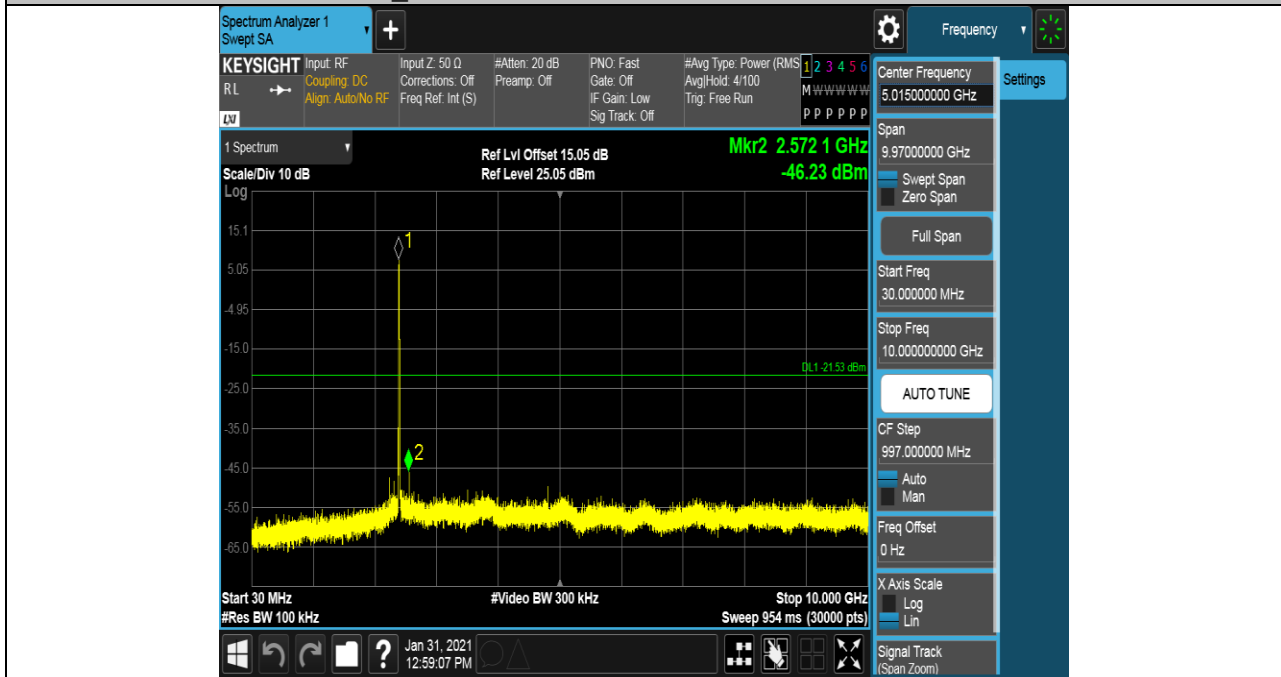 Spectrum Analyzer 1
Swept SA
+
Frequency
KEYSIGHT
RL
LXI
Input: RF
Coupling: DC
Align: Auto/No RF
Input Z: 50 Ω
Corrections: Off
Freq Ref: Int (S)
#Atten: 20 dB
Preamp: Off
PNO: Fast
Gate: Off
IF Gain: Low
Sig Track: Off
#Avg Type: Power (RMS
Avg|Hold: 4/100
Trig: Free Run
1 2 3 4 5 6
M W W W W W
P P P P P P
1 Spectrum
Scale/Div 10 dB
Log
Ref Lvl Offset 15.05 dB
Ref Level 25.05 dBm
Mkr2 2.572 1 GHz
-46.23 dBm
15.1
5.05
-4.95
-15.0
-25.0
-35.0
-45.0
-55.0
-65.0
1
2
DL1 -21.53 dBm
Start 30 MHz
#Res BW 100 kHz
#Video BW 300 kHz
Stop 10.000 GHz
Sweep 954 ms (30000 pts)
?
Jan 31, 2021
12:59:07 PM
Center Frequency
5.015000000 GHz
Settings
Span
9.97000000 GHz
Swept Span
Zero Span
Full Span
Start Freq
30.000000 MHz
Stop Freq
10.000000000 GHz
AUTO TUNE
CF Step
997.000000 MHz
Auto
Man
Freq Offset
0 Hz
X Axis Scale
Log
Lin
Signal Track
(Span Zoom)